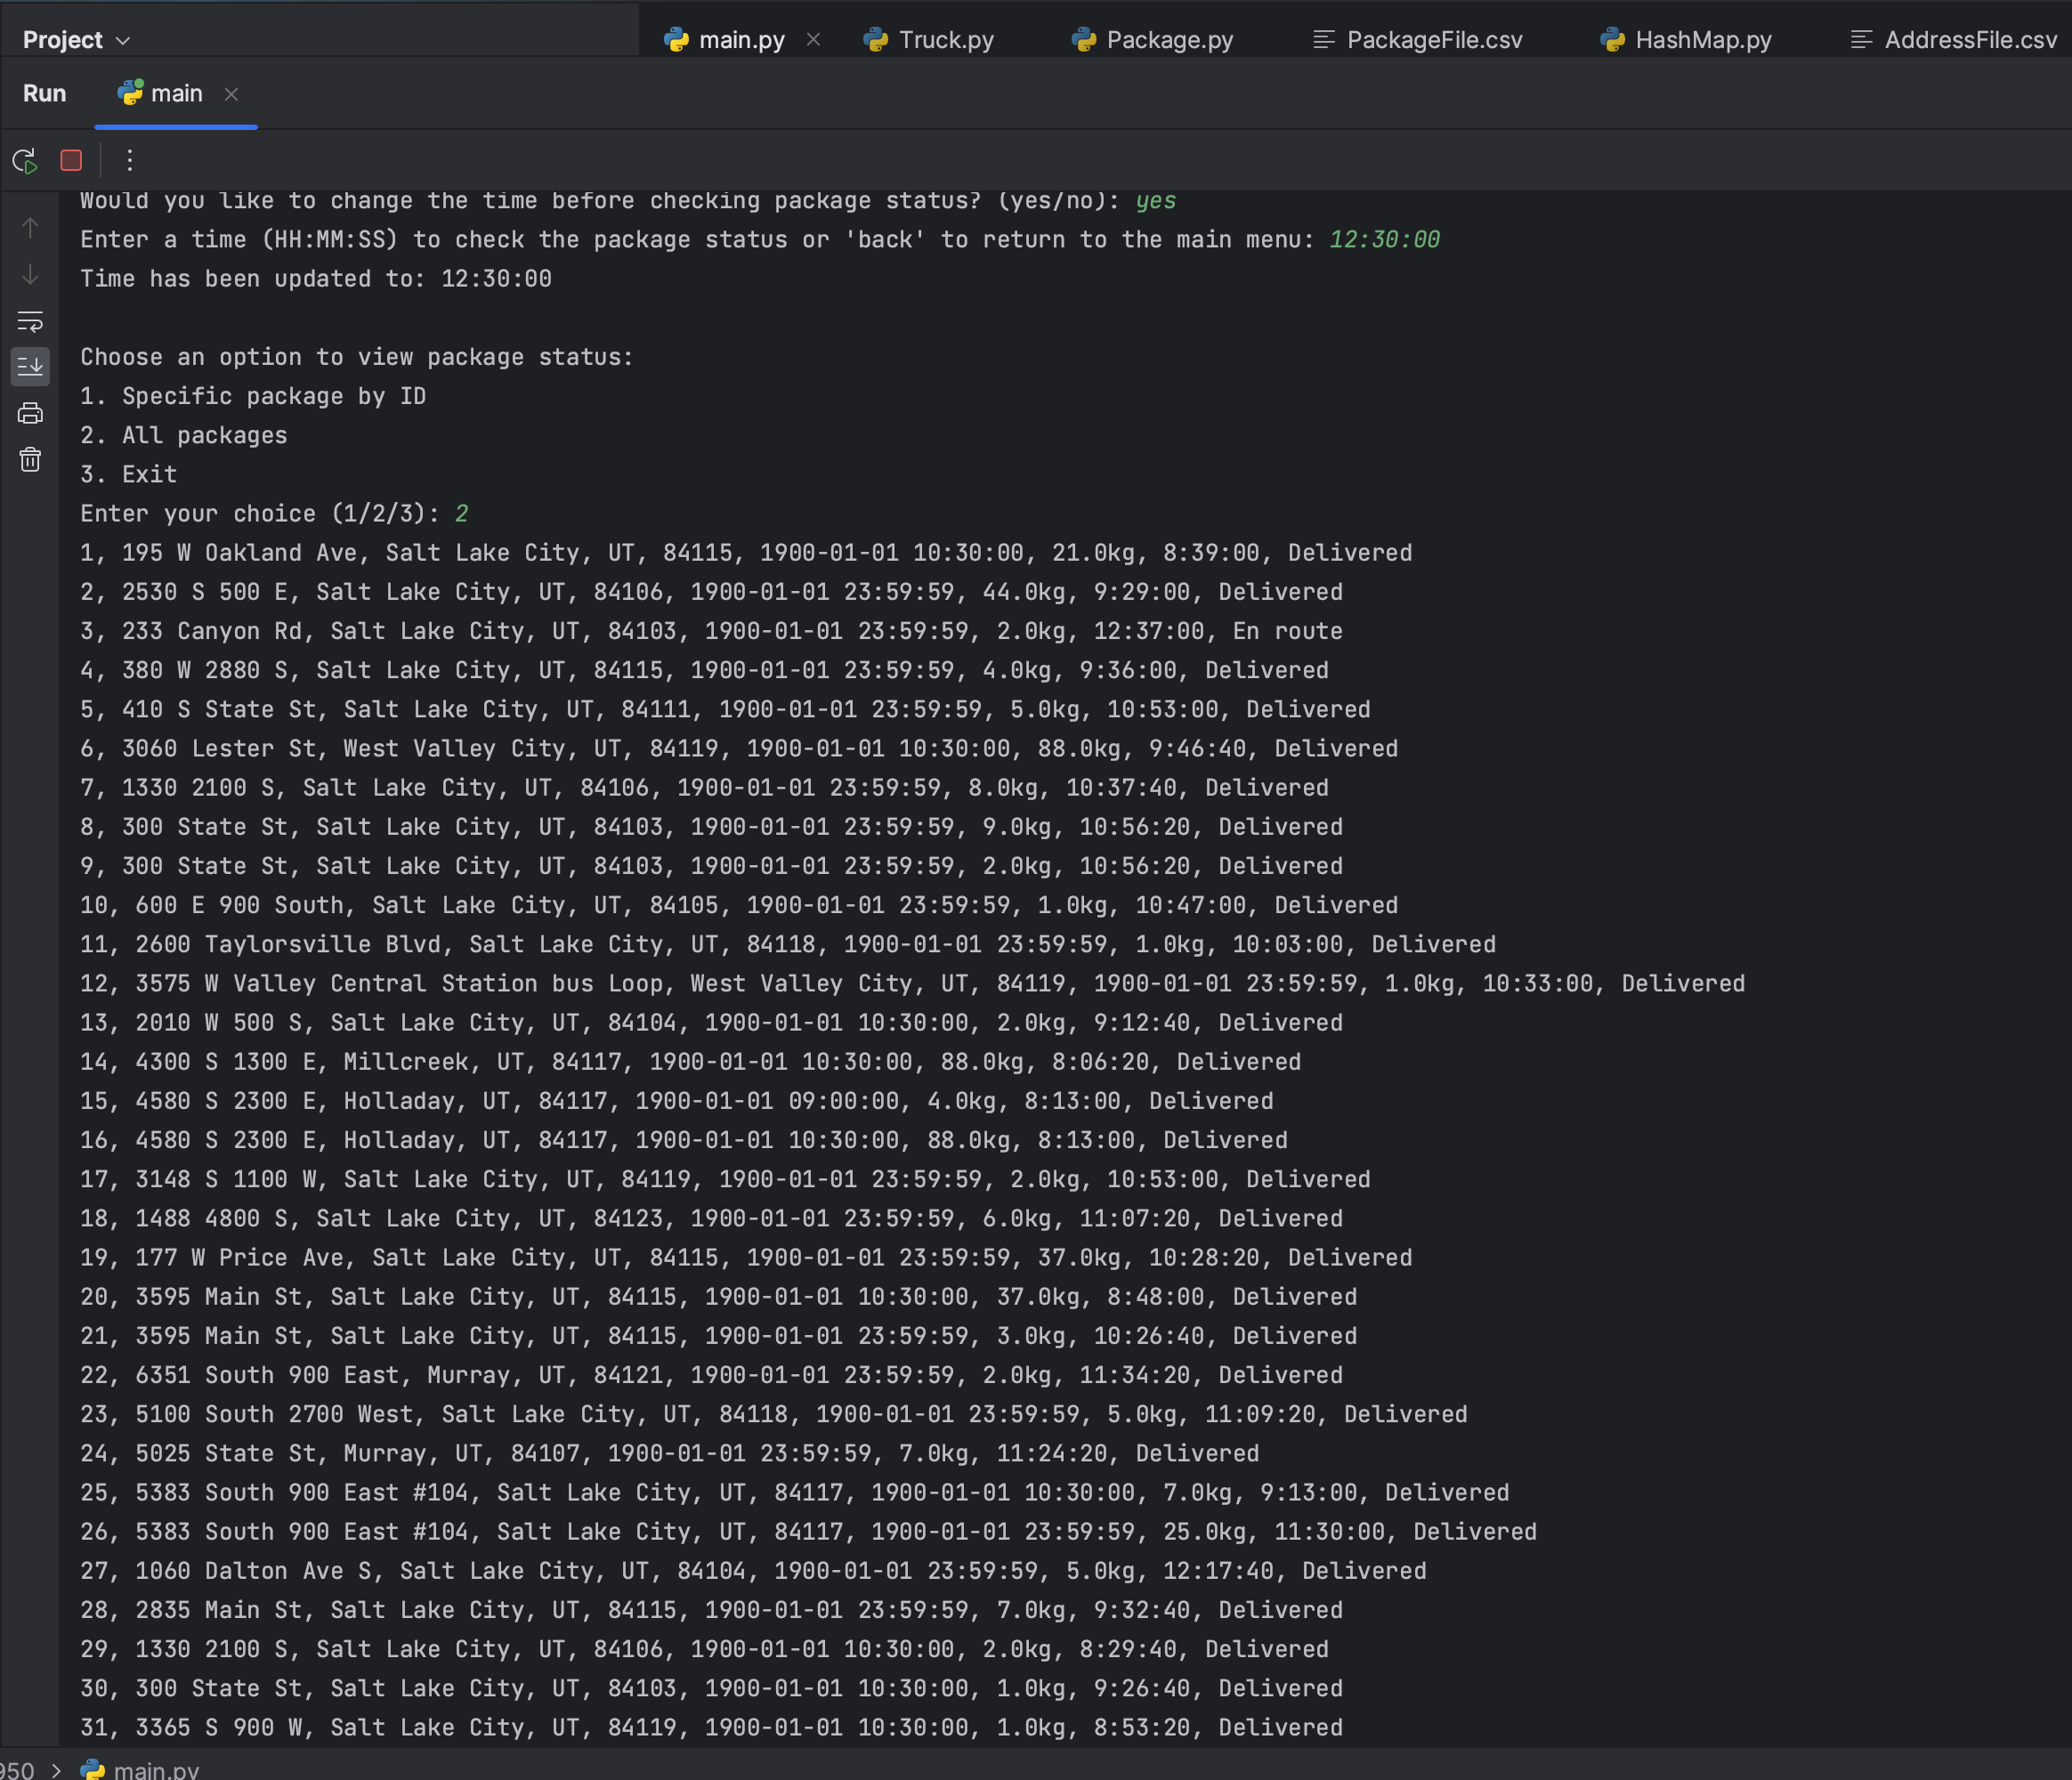 Project
main.py
Truck.py
Package.py
PackageFile.csv
HashMap.py
AddressFile.csv
Run
main
Would you like to change the time before checking package status? (yes/no): yes
Enter a time (HH:MM:SS) to check the package status or 'back' to return to the main menu: 12:30:00
Time has been updated to: 12:30:00
Choose an option to view package status:
1. Specific package by ID
2. All packages
3. Exit
Enter your choice (1/2/3): 2
1, 195 W Oakland Ave, Salt Lake City, UT, 84115, 1900-01-01 10:30:00, 21.0kg, 8:39:00, Delivered
2, 2530 S 500 E, Salt Lake City, UT, 84106, 1900-01-01 23:59:59, 44.0kg, 9:29:00, Delivered
3, 233 Canyon Rd, Salt Lake City, UT, 84103, 1900-01-01 23:59:59, 2.0kg, 12:37:00, En route
4, 380 W 2880 S, Salt Lake City, UT, 84115, 1900-01-01 23:59:59, 4.0kg, 9:36:00, Delivered
5, 410 S State St, Salt Lake City, UT, 84111, 1900-01-01 23:59:59, 5.0kg, 10:53:00, Delivered
6, 3060 Lester St, West Valley City, UT, 84119, 1900-01-01 10:30:00, 88.0kg, 9:46:40, Delivered
7, 1330 2100 S, Salt Lake City, UT, 84106, 1900-01-01 23:59:59, 8.0kg, 10:37:40, Delivered
8, 300 State St, Salt Lake City, UT, 84103, 1900-01-01 23:59:59, 9.0kg, 10:56:20, Delivered
9, 300 State St, Salt Lake City, UT, 84103, 1900-01-01 23:59:59, 2.0kg, 10:56:20, Delivered
10, 600 E 900 South, Salt Lake City, UT, 84105, 1900-01-01 23:59:59, 1.0kg, 10:47:00, Delivered
11, 2600 Taylorsville Blvd, Salt Lake City, UT, 84118, 1900-01-01 23:59:59, 1.0kg, 10:03:00, Delivered
12, 3575 W Valley Central Station bus Loop, West Valley City, UT, 84119, 1900-01-01 23:59:59, 1.0kg, 10:33:00, Delivered
13, 2010 W 500 S, Salt Lake City, UT, 84104, 1900-01-01 10:30:00, 2.0kg, 9:12:40, Delivered
14, 4300 S 1300 E, Millcreek, UT, 84117, 1900-01-01 10:30:00, 88.0kg, 8:06:20, Delivered
15, 4580 S 2300 E, Holladay, UT, 84117, 1900-01-01 09:00:00, 4.0kg, 8:13:00, Delivered
16, 4580 S 2300 E, Holladay, UT, 84117, 1900-01-01 10:30:00, 88.0kg, 8:13:00, Delivered
17, 3148 S 1100 W, Salt Lake City, UT, 84119, 1900-01-01 23:59:59, 2.0kg, 10:53:00, Delivered
18, 1488 4800 S, Salt Lake City, UT, 84123, 1900-01-01 23:59:59, 6.0kg, 11:07:20, Delivered
19, 177 W Price Ave, Salt Lake City, UT, 84115, 1900-01-01 23:59:59, 37.0kg, 10:28:20, Delivered
20, 3595 Main St, Salt Lake City, UT, 84115, 1900-01-01 10:30:00, 37.0kg, 8:48:00, Delivered
21, 3595 Main St, Salt Lake City, UT, 84115, 1900-01-01 23:59:59, 3.0kg, 10:26:40, Delivered
22, 6351 South 900 East, Murray, UT, 84121, 1900-01-01 23:59:59, 2.0kg, 11:34:20, Delivered
23, 5100 South 2700 West, Salt Lake City, UT, 84118, 1900-01-01 23:59:59, 5.0kg, 11:09:20, Delivered
24, 5025 State St, Murray, UT, 84107, 1900-01-01 23:59:59, 7.0kg, 11:24:20, Delivered
25, 5383 South 900 East #104, Salt Lake City, UT, 84117, 1900-01-01 10:30:00, 7.0kg, 9:13:00, Delivered
26, 5383 South 900 East #104, Salt Lake City, UT, 84117, 1900-01-01 23:59:59, 25.0kg, 11:30:00, Delivered
27, 1060 Dalton Ave S, Salt Lake City, UT, 84104, 1900-01-01 23:59:59, 5.0kg, 12:17:40, Delivered
28, 2835 Main St, Salt Lake City, UT, 84115, 1900-01-01 23:59:59, 7.0kg, 9:32:40, Delivered
29, 1330 2100 S, Salt Lake City, UT, 84106, 1900-01-01 10:30:00, 2.0kg, 8:29:40, Delivered
30, 300 State St, Salt Lake City, UT, 84103, 1900-01-01 10:30:00, 1.0kg, 9:26:40, Delivered
31, 3365 S 900 W, Salt Lake City, UT, 84119, 1900-01-01 10:30:00, 1.0kg, 8:53:20, Delivered
950 > main.py